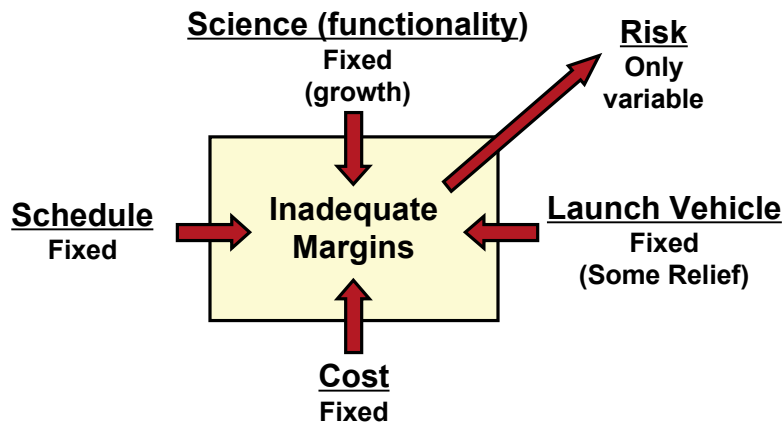 Science (functionality)
Fixed
(growth)
Risk
Only
variable
Schedule
Fixed
Inadequate
Margins
Launch Vehicle
Fixed
(Some Relief)
Cost
Fixed